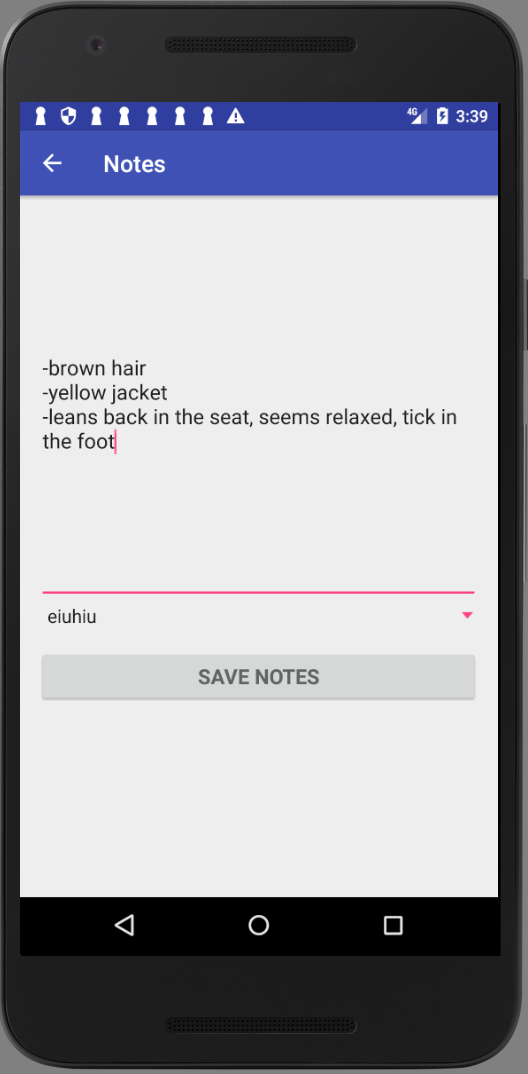 4G 3:39
Notes
-brown hair
-yellow jacket
-leans back in the seat, seems relaxed, tick in
the foot
eiuhiu
SAVE NOTES